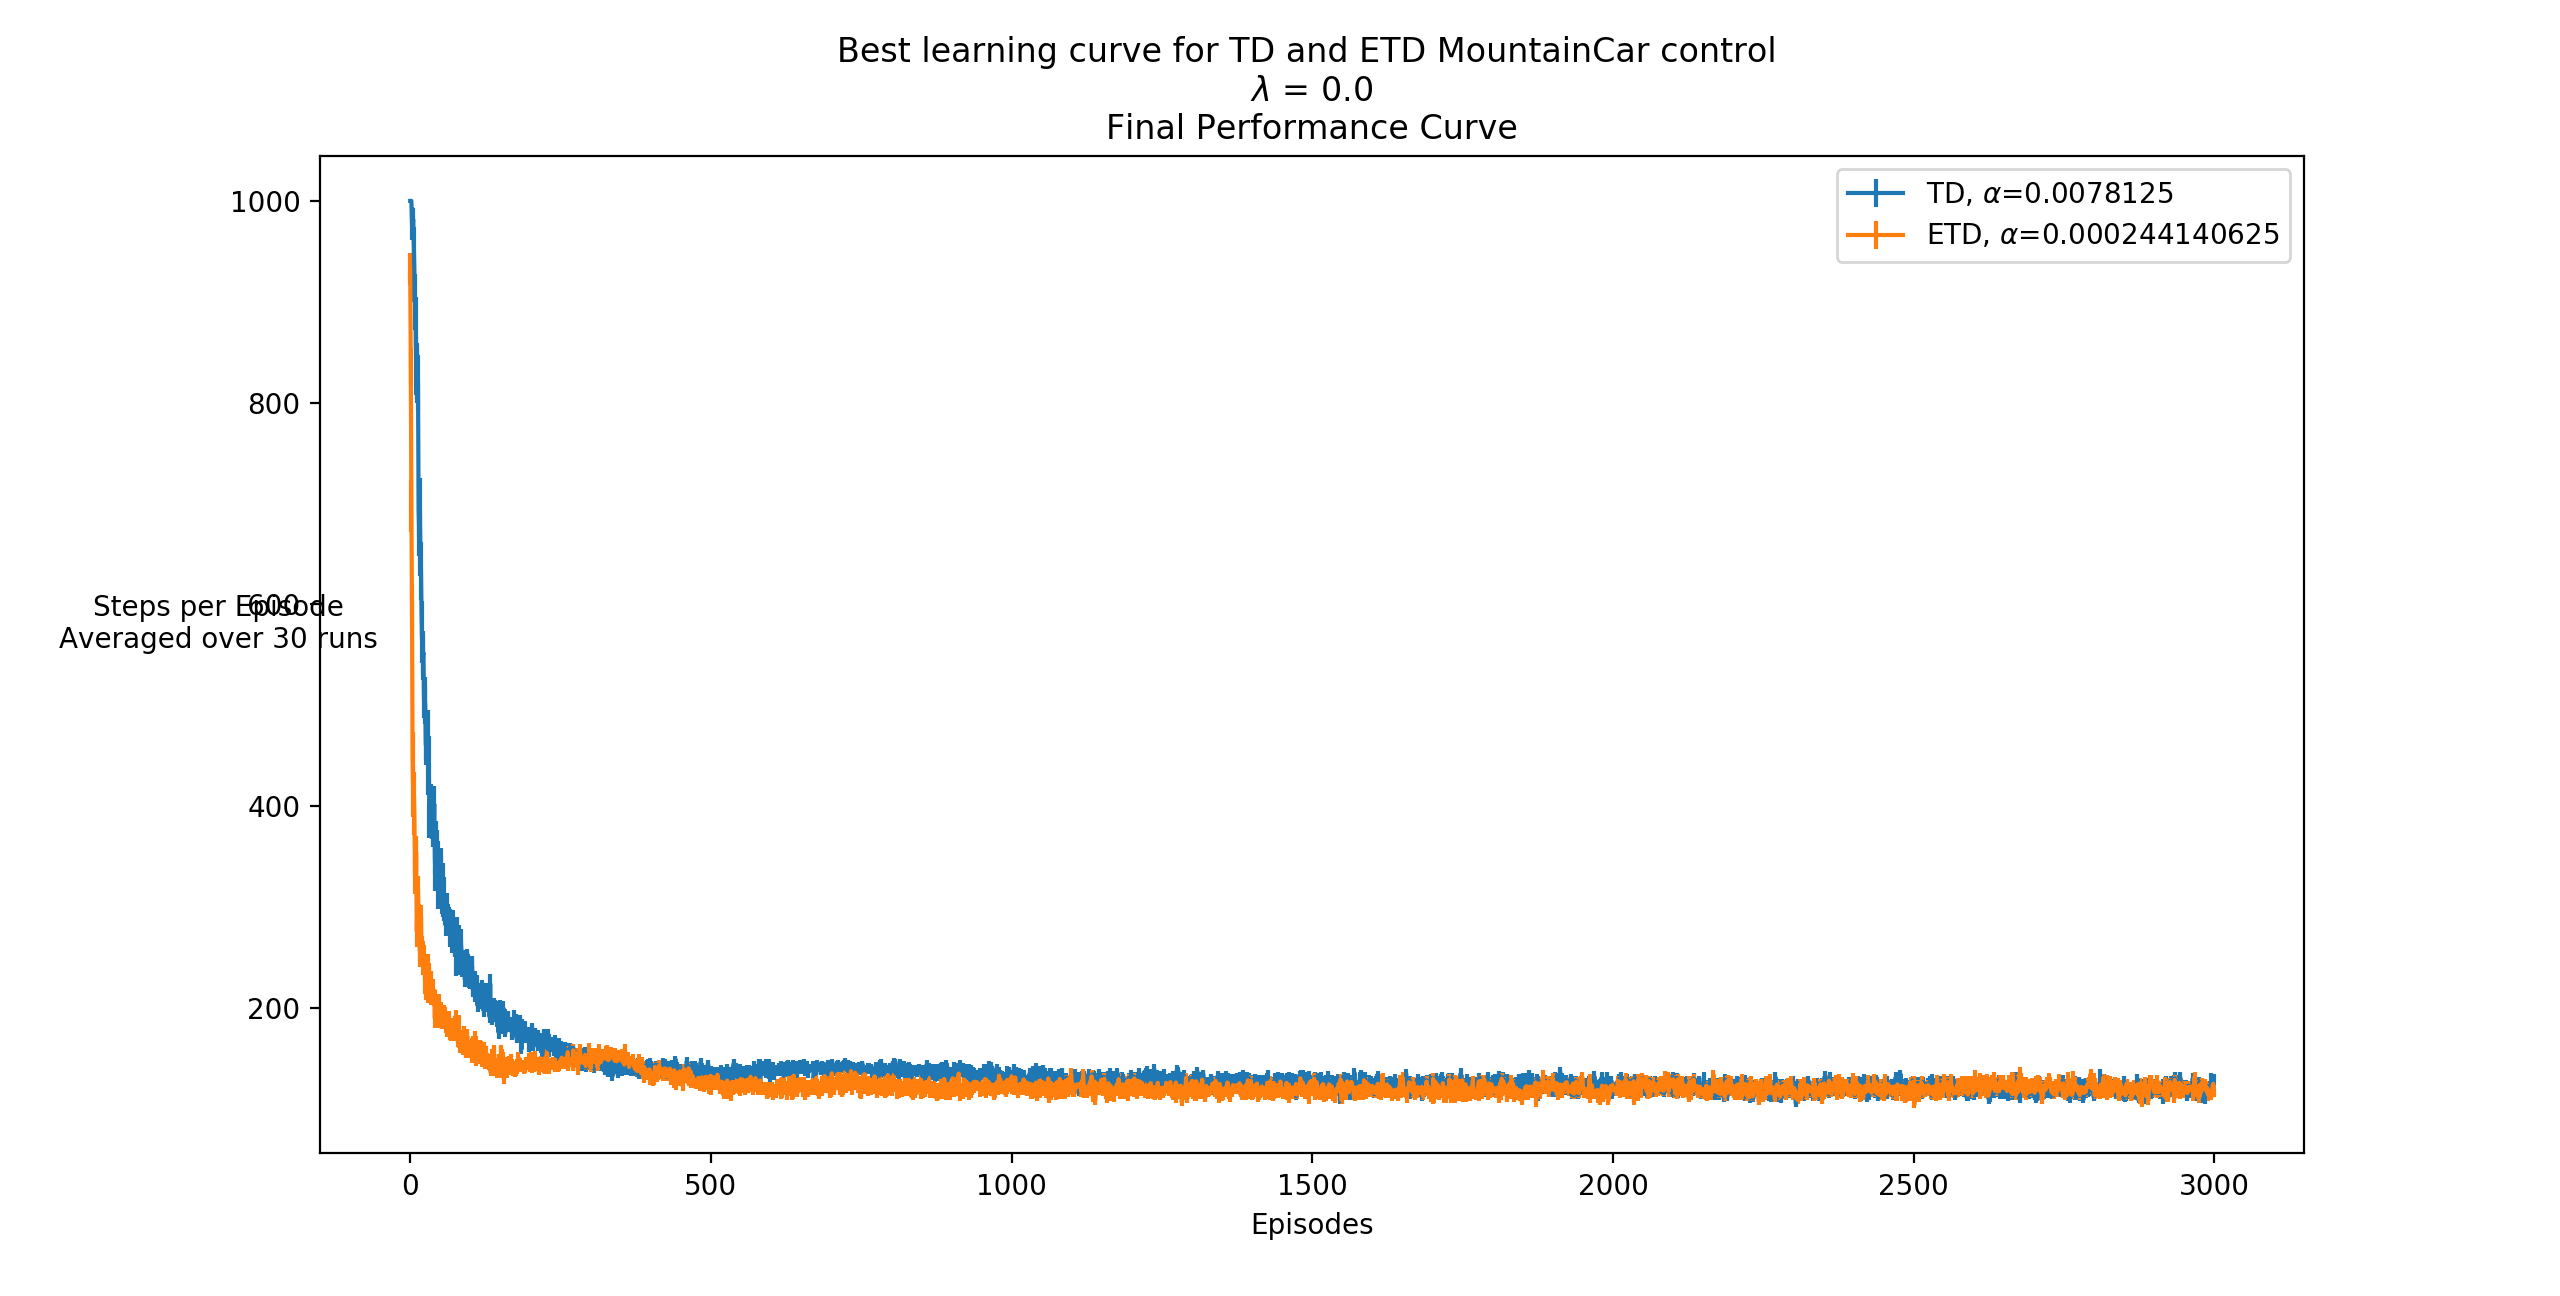 Best learning curve for TD and ETD MountainCar control
λ = 0.0
Final Performance Curve
TD, α=0.0078125
ETD, α=0.000244140625
1000
800
600
Steps per Episode
Averaged over 30 runs
400
200
0 500 1000 1500 2000 2500 3000
Episodes